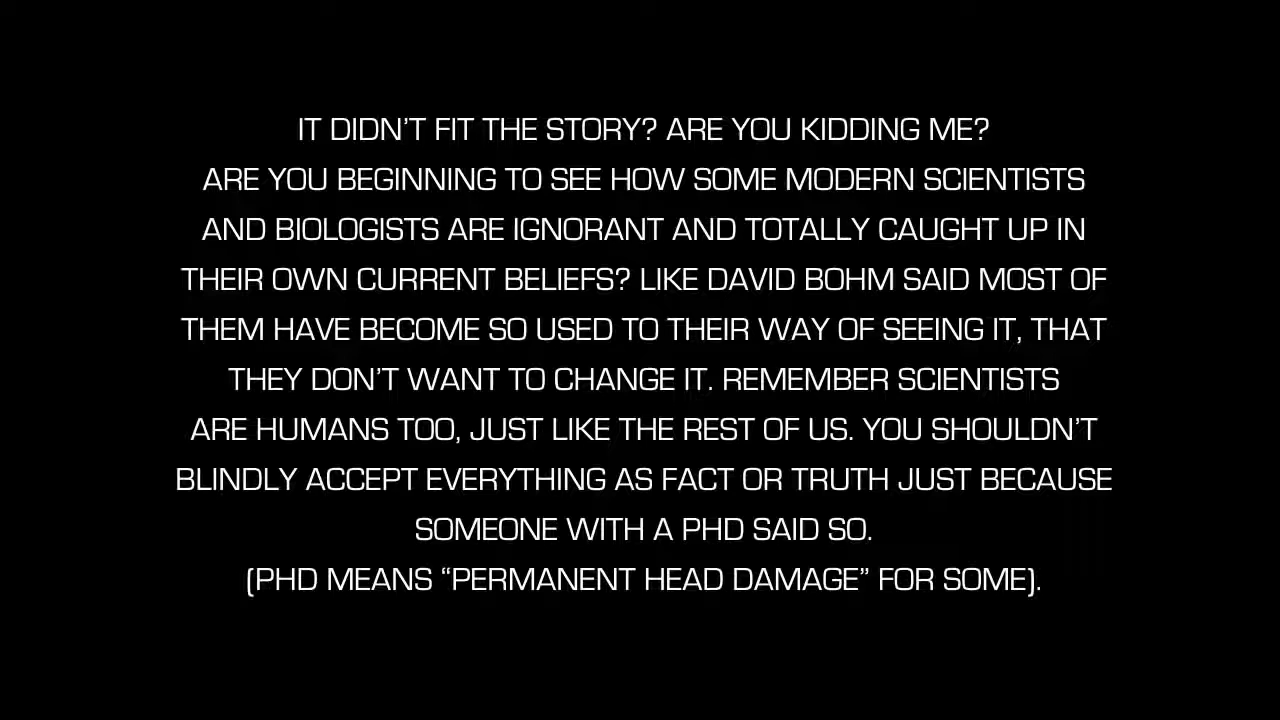 IT DIDN'T FIT THE STORY? ARE YOU KIDDING ME?
ARE YOU BEGINNING TO SEE HOW SOME MODERN SCIENTISTS
AND BIOLOGISTS ARE IGNORANT AND TOTALLY CAUGHT UP IN
THEIR OWN CURRENT BELIEFS? LIKE DAVID BOHM SAID MOST OF
THEM HAVE BECOME SO USED TO THEIR WAY OF SEEING IT, THAT
THEY DON'T WANT TO CHANGE IT. REMEMBER SCIENTISTS
ARE HUMANS TOO, JUST LIKE THE REST OF US. YOU SHOULDN'T
BLINDLY ACCEPT EVERYTHING AS FACT OR TRUTH JUST BECAUSE
SOMEONE WITH A PHD SAID SO.
(PHD MEANS “PERMANENT HEAD DAMAGE” FOR SOME).